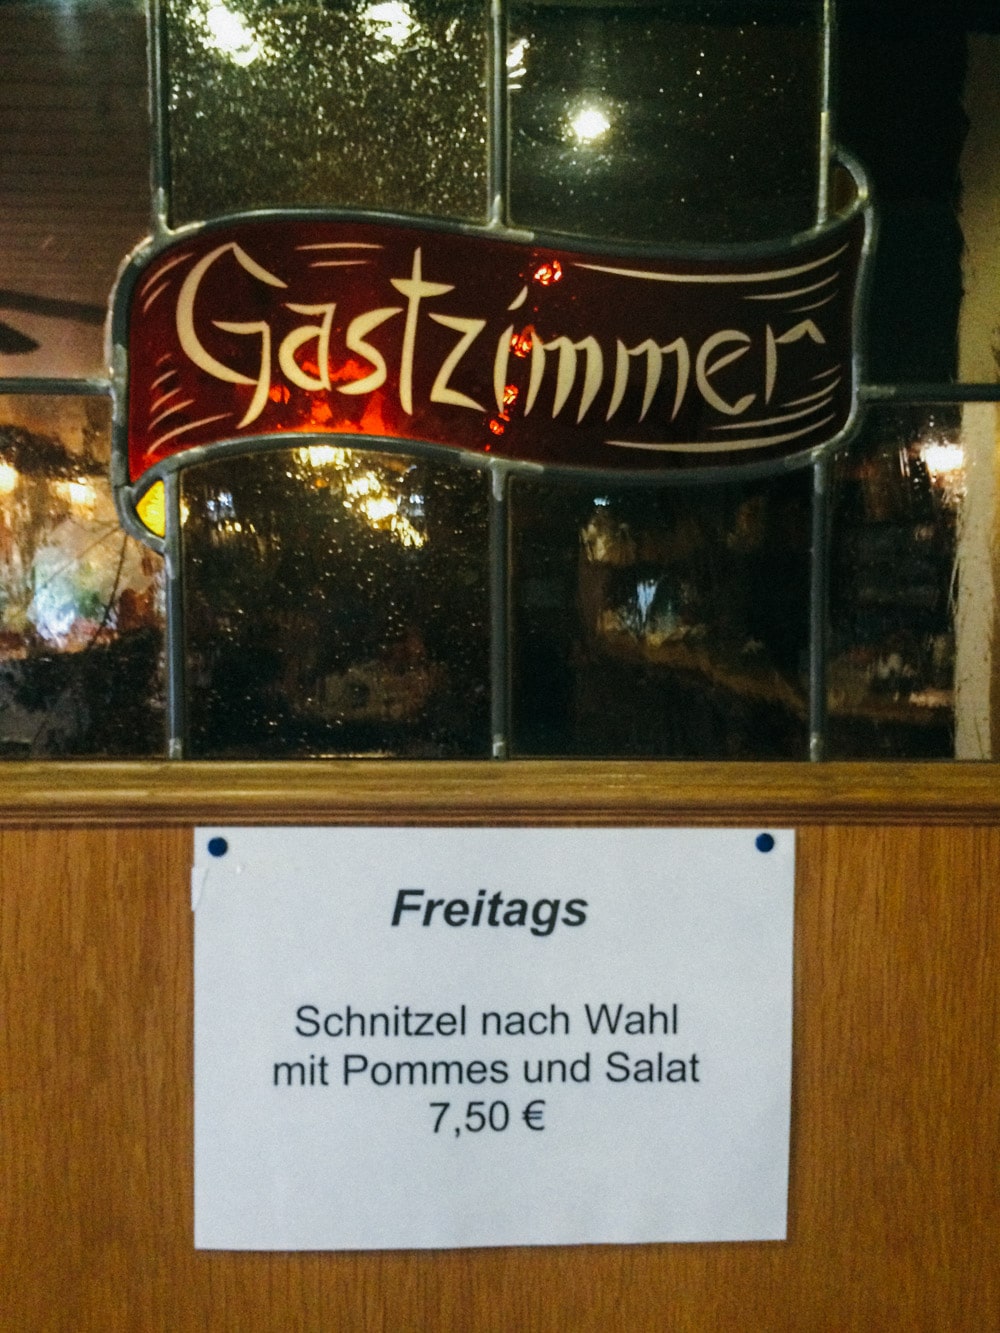 Gastzimmer
Freitags
Schnitzel nach Wahl
mit Pommes und Salat
7,50 €